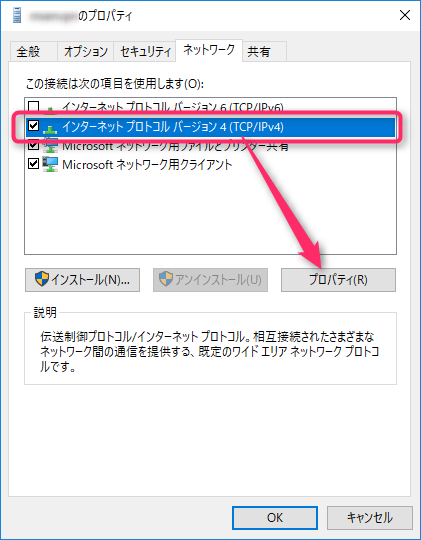 のプロパティ
全般
オプション
セキュリティ
ネットワーク
共有
この接続は次の項目を使用します(O):
インターネット プロトコル バージョン 6 (TCP/IPv6)
インターネット プロトコル バージョン 4 (TCP/IPv4)
Microsoft ネットワーク用ファイルとプリンター共有
Microsoft ネットワーク用クライアント
インストール(N)...
アンインストール(U)
プロパティ(R)
説明
伝送制御プロトコル/インターネット プロトコル。相互接続されたさまざまな
ネットワーク間の通信を提供する、既定のワイド エリア ネットワーク プロトコ
ルです。
OK
キャンセル